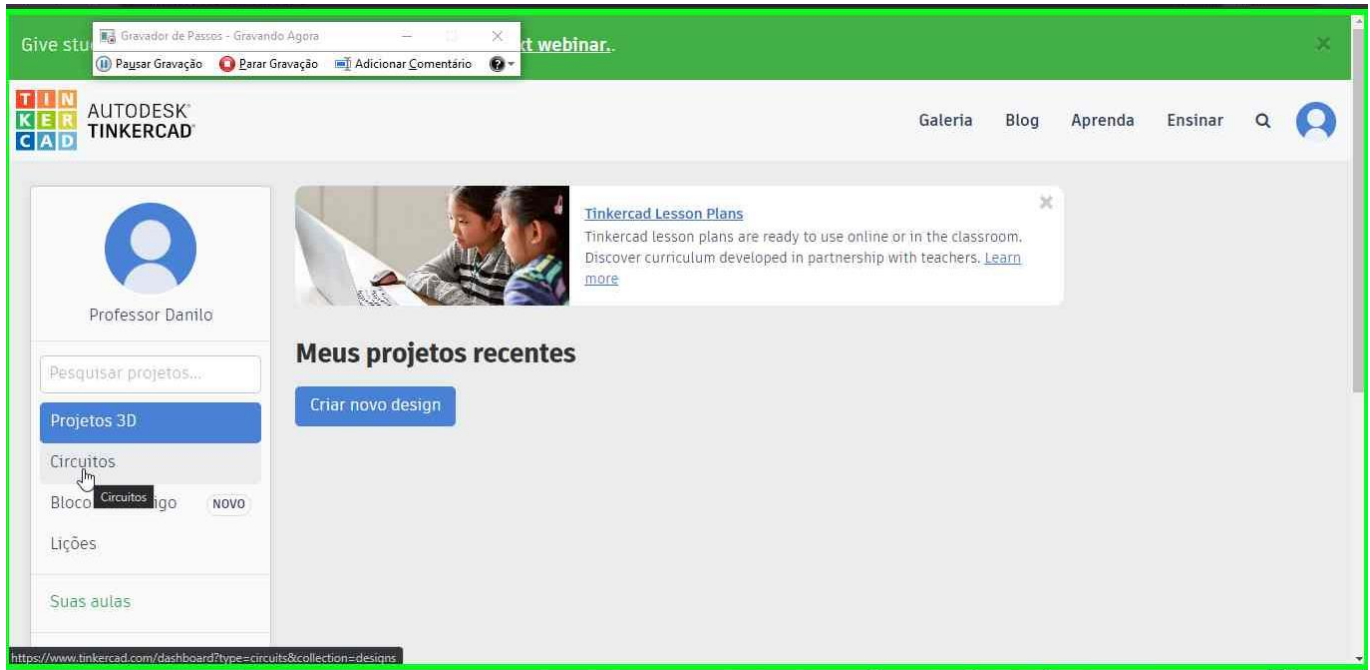 Gravador de Passos - Gravando Agora
Pausar Gravação Parar Gravação Adicionar Comentário
Give stu
xt webinar..
TIN
KER
CAD
AUTODESK
TINKERCAD
Galeria Blog Aprenda Ensinar
Professor Danilo
Pesquisar projetos...
Projetos 3D
Circuitos
Circuitos
Bloco igo NOVO
Lições
Suas aulas
Tinkercad Lesson Plans
Tinkercad lesson plans are ready to use online or in the classroom.
Discover curriculum developed in partnership with teachers. Learn
more
Meus projetos recentes
Criar novo design
https://www.tinkercad.com/dashboard?type=circuits&collection=designs